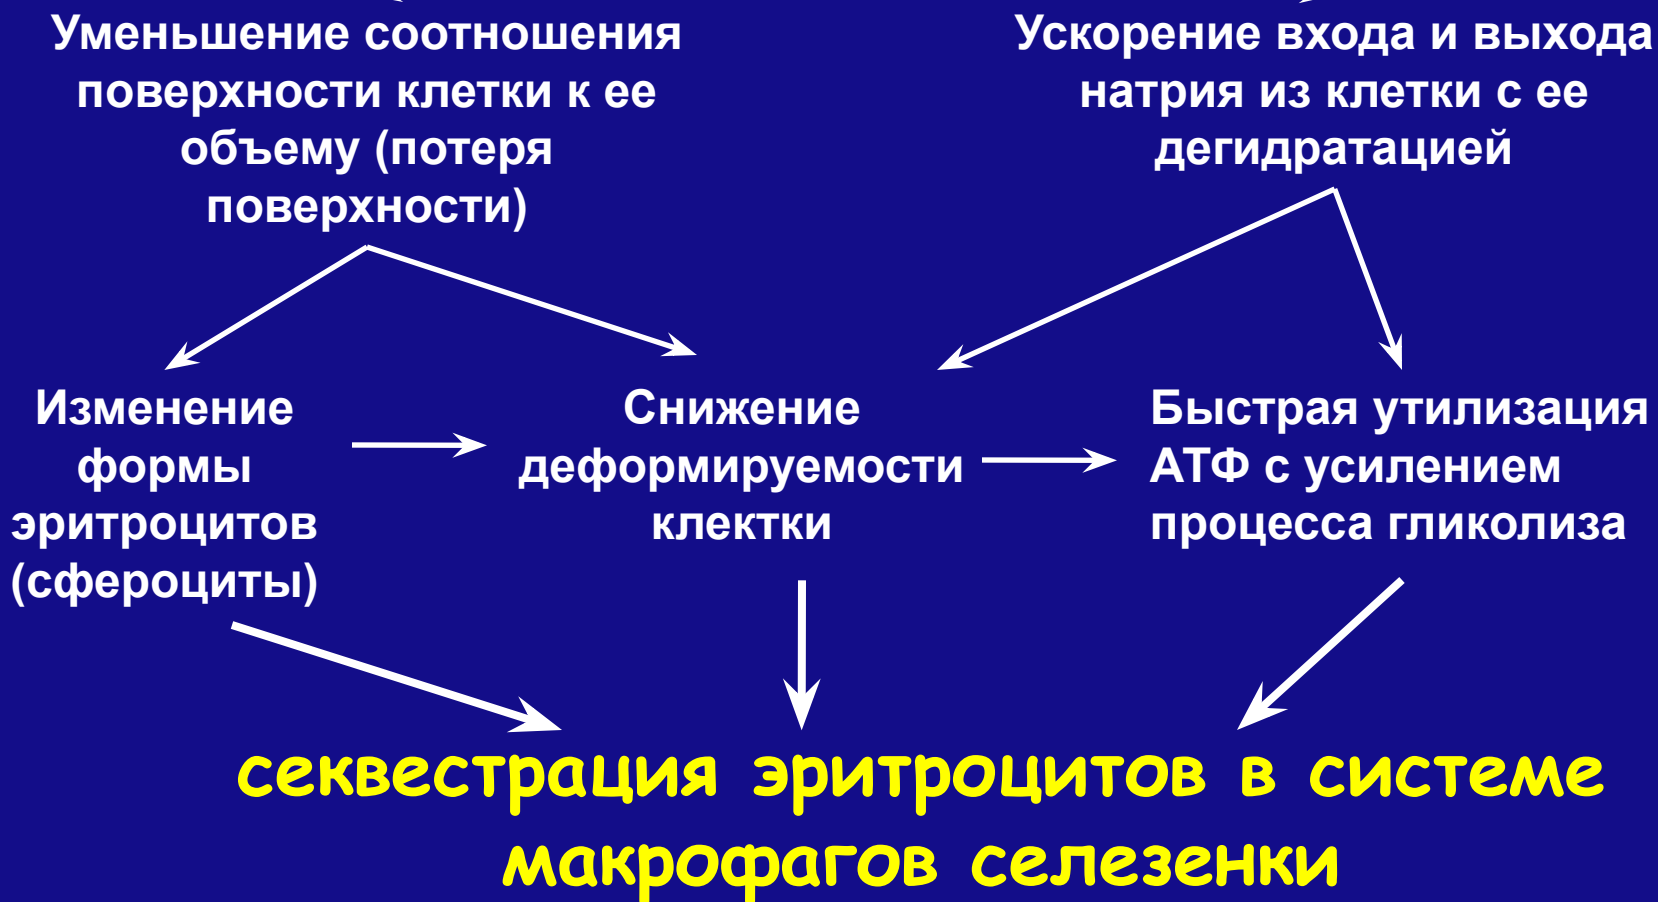 Уменьшение соотношения
поверхности клетки к ее
объему (потеря
поверхности)
Ускорение входа и выхода
натрия из клетки с ее
дегидратацией
Изменение
формы
эритроцитов
(сфероциты)
Снижение
деформируемости
клектки
Быстрая утилизация
АТФ с усилением
процесса гликолиза
секвестрация эритроцитов в системе
макрофагов селезенки